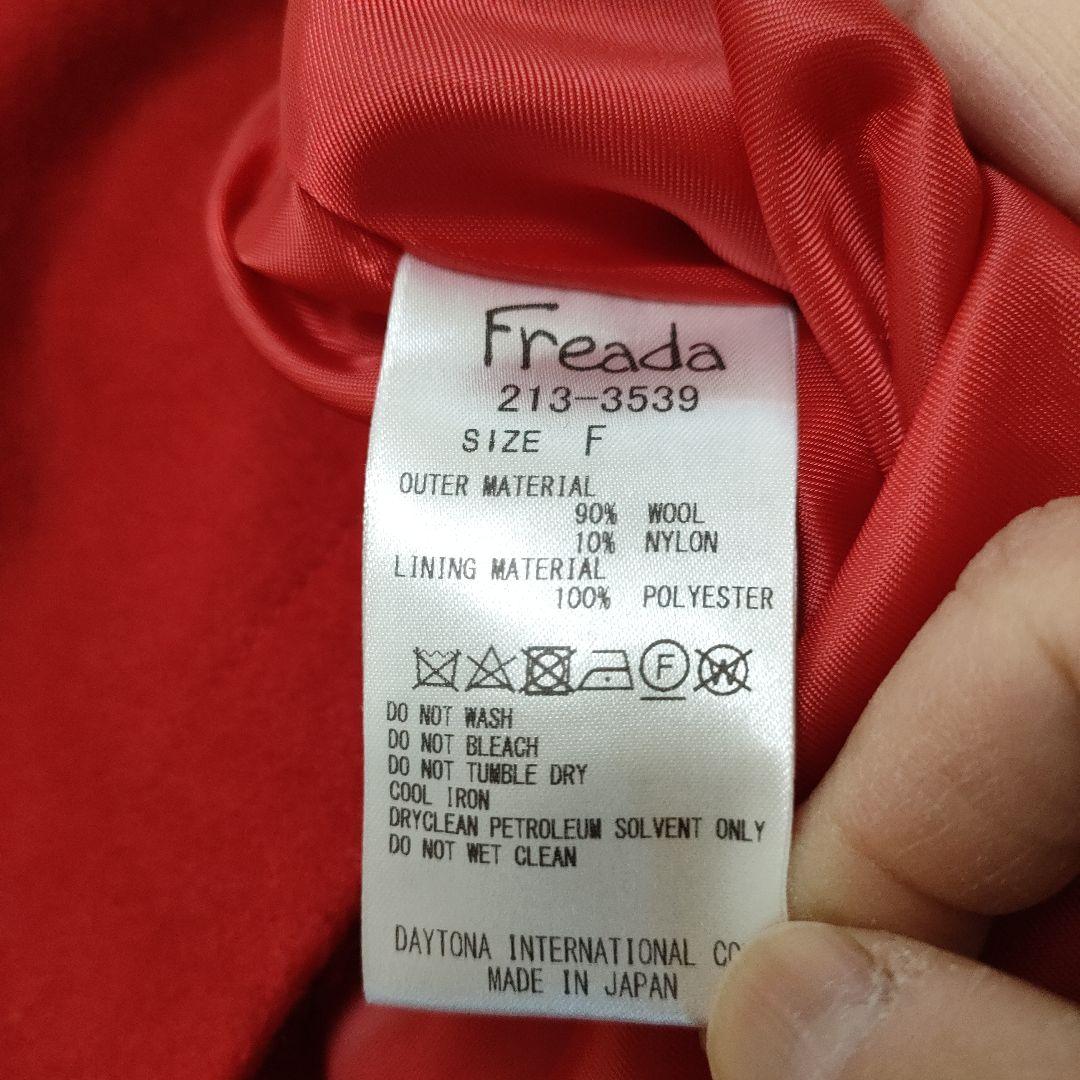 Freada
213-3539
SIZE F
OUTER MATERIAL
90% WOOL
10% NYLON
LINING MATERIAL
100% POLYESTER
F W
DO NOT WASH
DO NOT BLEACH
DO NOT TUMBLE DRY
COOL IRON
DRYCLEAN PETROLEUM SOLVENT ONLY
DO NOT WET CLEAN
DAYTONA INTERNATIONAL
MADE IN JAPAN